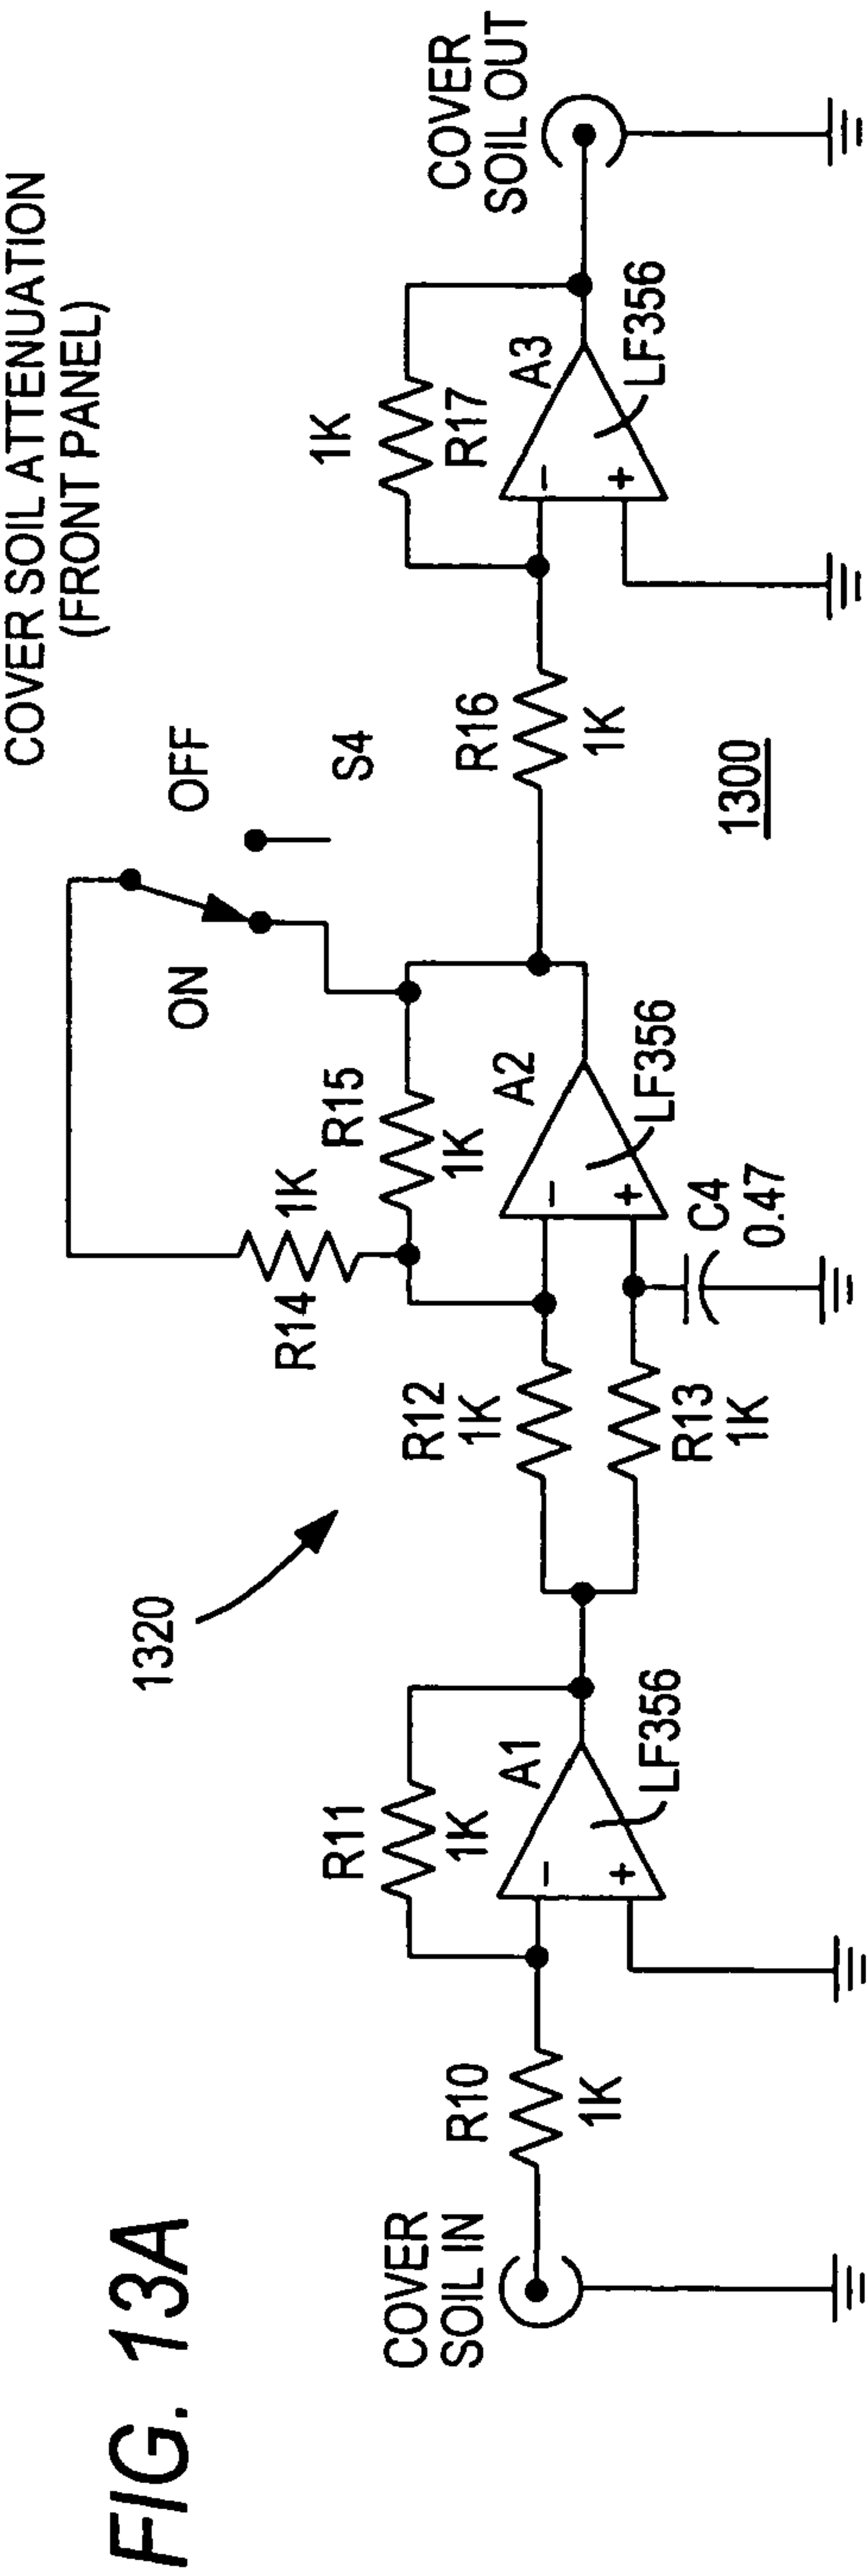 FIG. 13A
COVER SOIL ATTENUATION
(FRONT PANEL)
COVER
SOIL IN
R10
1K
R11
1K
A1
-
+
LF356
1320
R12
1K
R13
1K
R14
1K
R15
1K
A2
-
+
LF356
C4
0.47
ON
OFF
S4
R16
1K
1K
R17
A3
-
+
LF356
COVER
SOIL OUT
1300